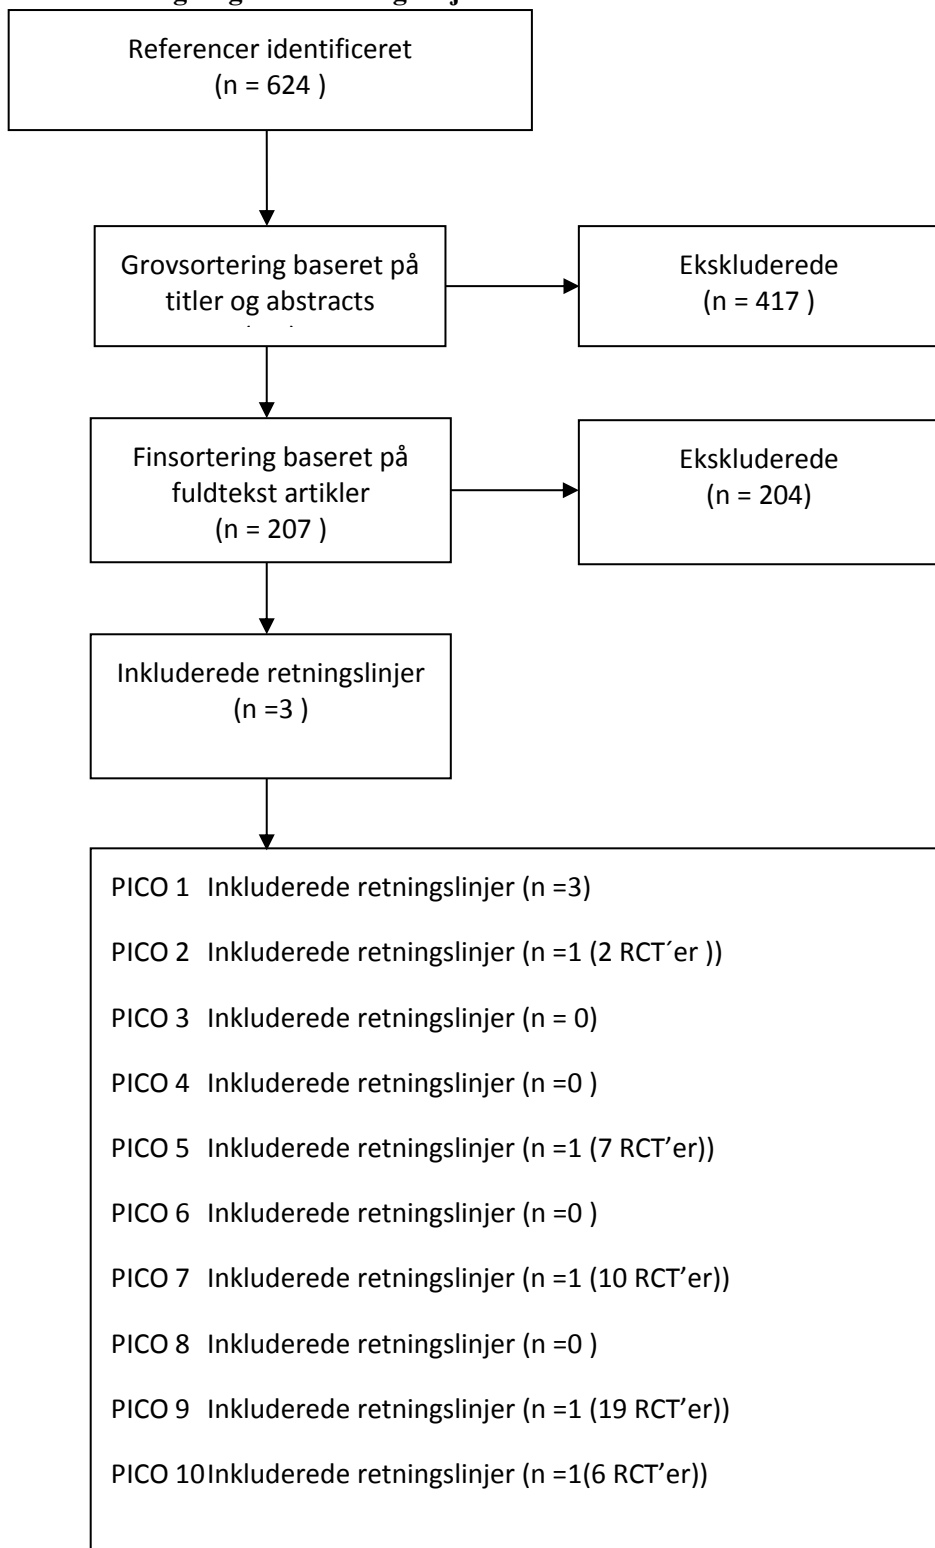 Referencer identificeret
(n = 624 )
Grovsortering baseret på
titler og abstracts
Ekskluderede
(n = 417 )
Finsortering baseret på
fuldtekst artikler
(n = 207 )
Ekskluderede
(n = 204)
Inkluderede retningslinjer
(n =3 )
PICO 1 Inkluderede retningslinjer (n =3)
PICO 2 Inkluderede retningslinjer (n =1 (2 RCT´er ))
PICO 3 Inkluderede retningslinjer (n = 0)
PICO 4 Inkluderede retningslinjer (n =0 )
PICO 5 Inkluderede retningslinjer (n =1 (7 RCT’er))
PICO 6 Inkluderede retningslinjer (n =0 )
PICO 7 Inkluderede retningslinjer (n =1 (10 RCT’er))
PICO 8 Inkluderede retningslinjer (n =0 )
PICO 9 Inkluderede retningslinjer (n =1 (19 RCT’er))
PICO 10Inkluderede retningslinjer (n =1(6 RCT’er))